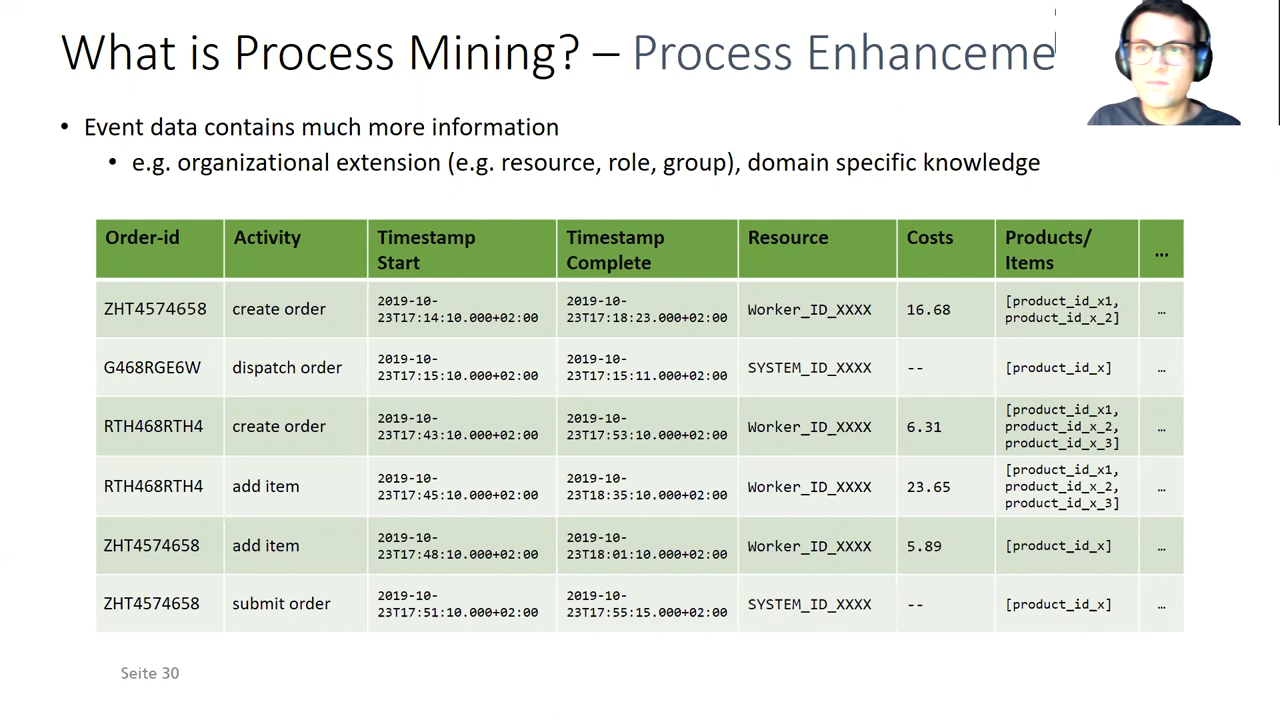 What is Process Mining? – Process Enhanceme
• Event data contains much more information
• e.g. organizational extension (e.g. resource, role, group), domain specific knowledge
Order-id Activity Timestamp Start Timestamp Complete Resource Costs Products/ Items ...
ZHT4574658 create order 2019-10-23T17:14:10.000+02:00 2019-10-23T17:18:23.000+02:00 Worker_ID_XXXX 16.68 [product_id_x1, product_id_x_2] ...
G468RGE6W dispatch order 2019-10-23T17:15:10.000+02:00 2019-10-23T17:15:11.000+02:00 SYSTEM_ID_XXXX -- [product_id_x] ...
RTH468RTH4 create order 2019-10-23T17:43:10.000+02:00 2019-10-23T17:53:10.000+02:00 Worker_ID_XXXX 6.31 [product_id_x1, product_id_x_2, product_id_x_3] ...
RTH468RTH4 add item 2019-10-23T17:45:10.000+02:00 2019-10-23T18:35:10.000+02:00 Worker_ID_XXXX 23.65 [product_id_x1, product_id_x_2, product_id_x_3] ...
ZHT4574658 add item 2019-10-23T17:48:10.000+02:00 2019-10-23T18:01:10.000+02:00 Worker_ID_XXXX 5.89 [product_id_x] ...
ZHT4574658 submit order 2019-10-23T17:51:10.000+02:00 2019-10-23T17:55:15.000+02:00 SYSTEM_ID_XXXX -- [product_id_x] ...
Seite 30